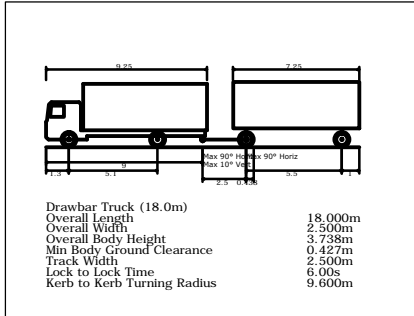 9.25 7.25
Max 90° Horiz Max 90° Horiz
Max 10° Vert
9
1.3 5.1 2.5 0.438 5.5 1
Drawbar Truck (18.0m)
Overall Length 18.000m
Overall Width 2.500m
Overall Body Height 3.738m
Min Body Ground Clearance 0.427m
Track Width 2.500m
Lock to Lock Time 6.00s
Kerb to Kerb Turning Radius 9.600m